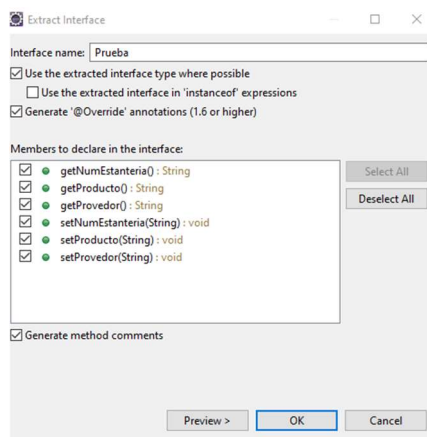 Extract Interface
Interface name: Prueba
Use the extracted interface type where possible
Use the extracted interface in 'instanceof' expressions
Generate '@Override' annotations (1.6 or higher)
Members to declare in the interface:
getNumEstanteria() : String
getProducto() : String
getProvedor() : String
setNumEstanteria(String) : void
setProducto(String) : void
setProvedor(String) : void
Select All
Deselect All
Generate method comments
Preview > OK Cancel